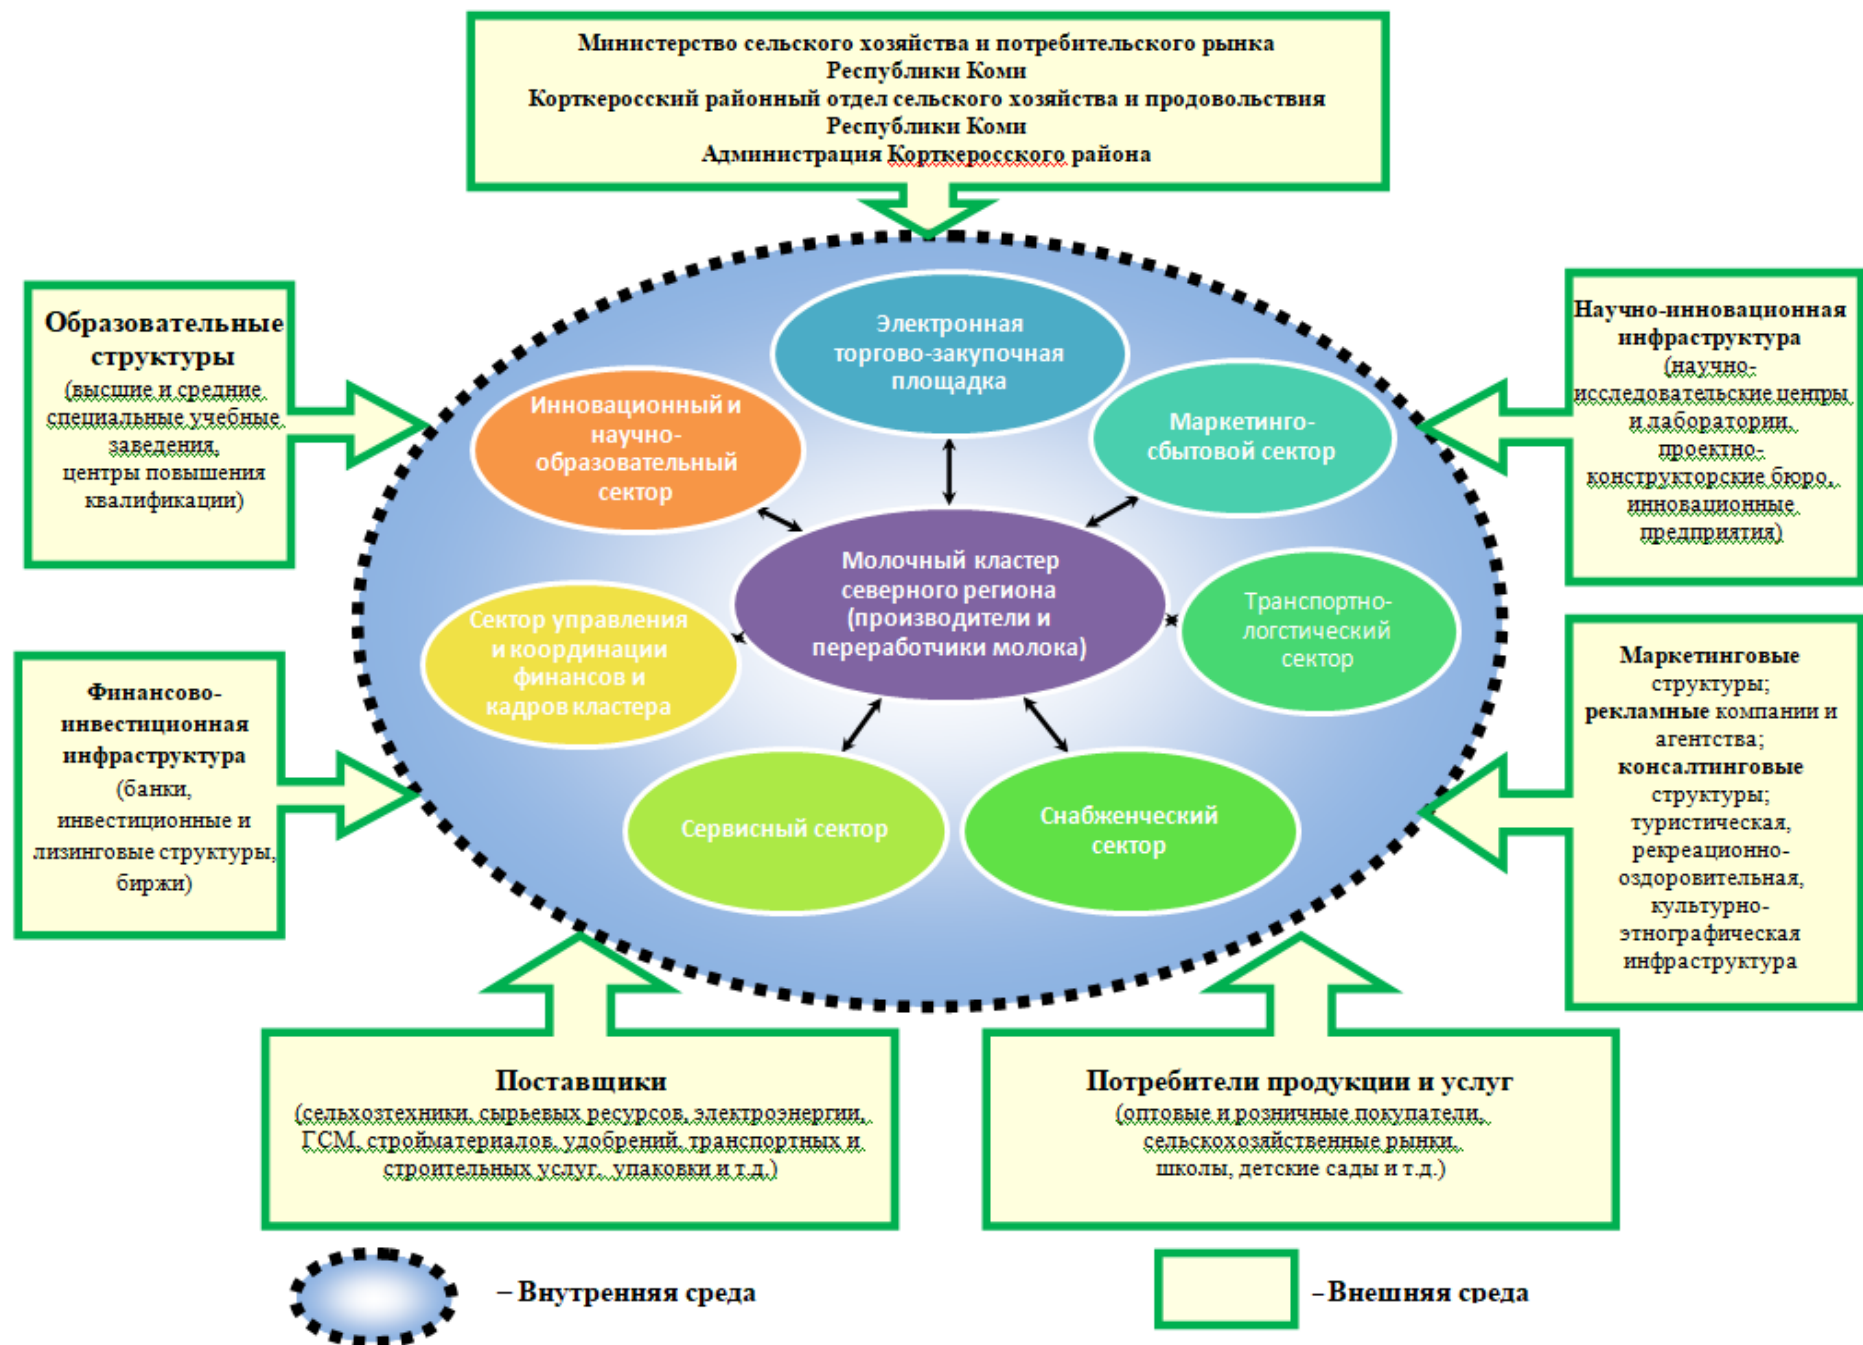 Министерство сельского хозяйства и потребительского рынка
Республики Коми
Корткеросский районный отдел сельского хозяйства и продовольствия
Республики Коми
Администрация Корткеросского района
Образовательные
структуры
(высшие и средние
специальные учебные
заведения,
центры повышения
квалификации)
Финансово-
инвестиционная
инфраструктура
(банки,
инвестиционные и
лизинговые структуры,
биржи)
Электронная
торгово-закупочная
площадка
Инновационный и
научно-
образовательный
сектор
Маркетинго-
сбытовой сектор
Молочный кластер
северного региона
(производители и
переработчики молока)
Транспортно-
логстический
сектор
Сектор управления
и координации
финансов и
кадров кластера
Сервисный сектор
Снабженческий
сектор
Научно-инновационная
инфраструктура
(научно-
исследовательские центры
и лаборатории,
проектно-
конструкторские бюро,
инновационные
предприятия)
Маркетинговые
структуры;
рекламные компании и
агентства;
консалтинговые
структуры;
туристическая,
рекреационно-
оздоровительная,
культурно-
этнографическая
инфраструктура
Поставщики
(сельхозтехники, сырьевых ресурсов, электроэнергии,
ГСМ, стройматериалов, удобрений, транспортных и
строительных услуг, упаковки и т.д.)
Потребители продукции и услуг
(оптовые и розничные покупатели,
сельскохозяйственные рынки,
школы, детские сады и т.д.)
– Внутренняя среда
– Внешняя среда